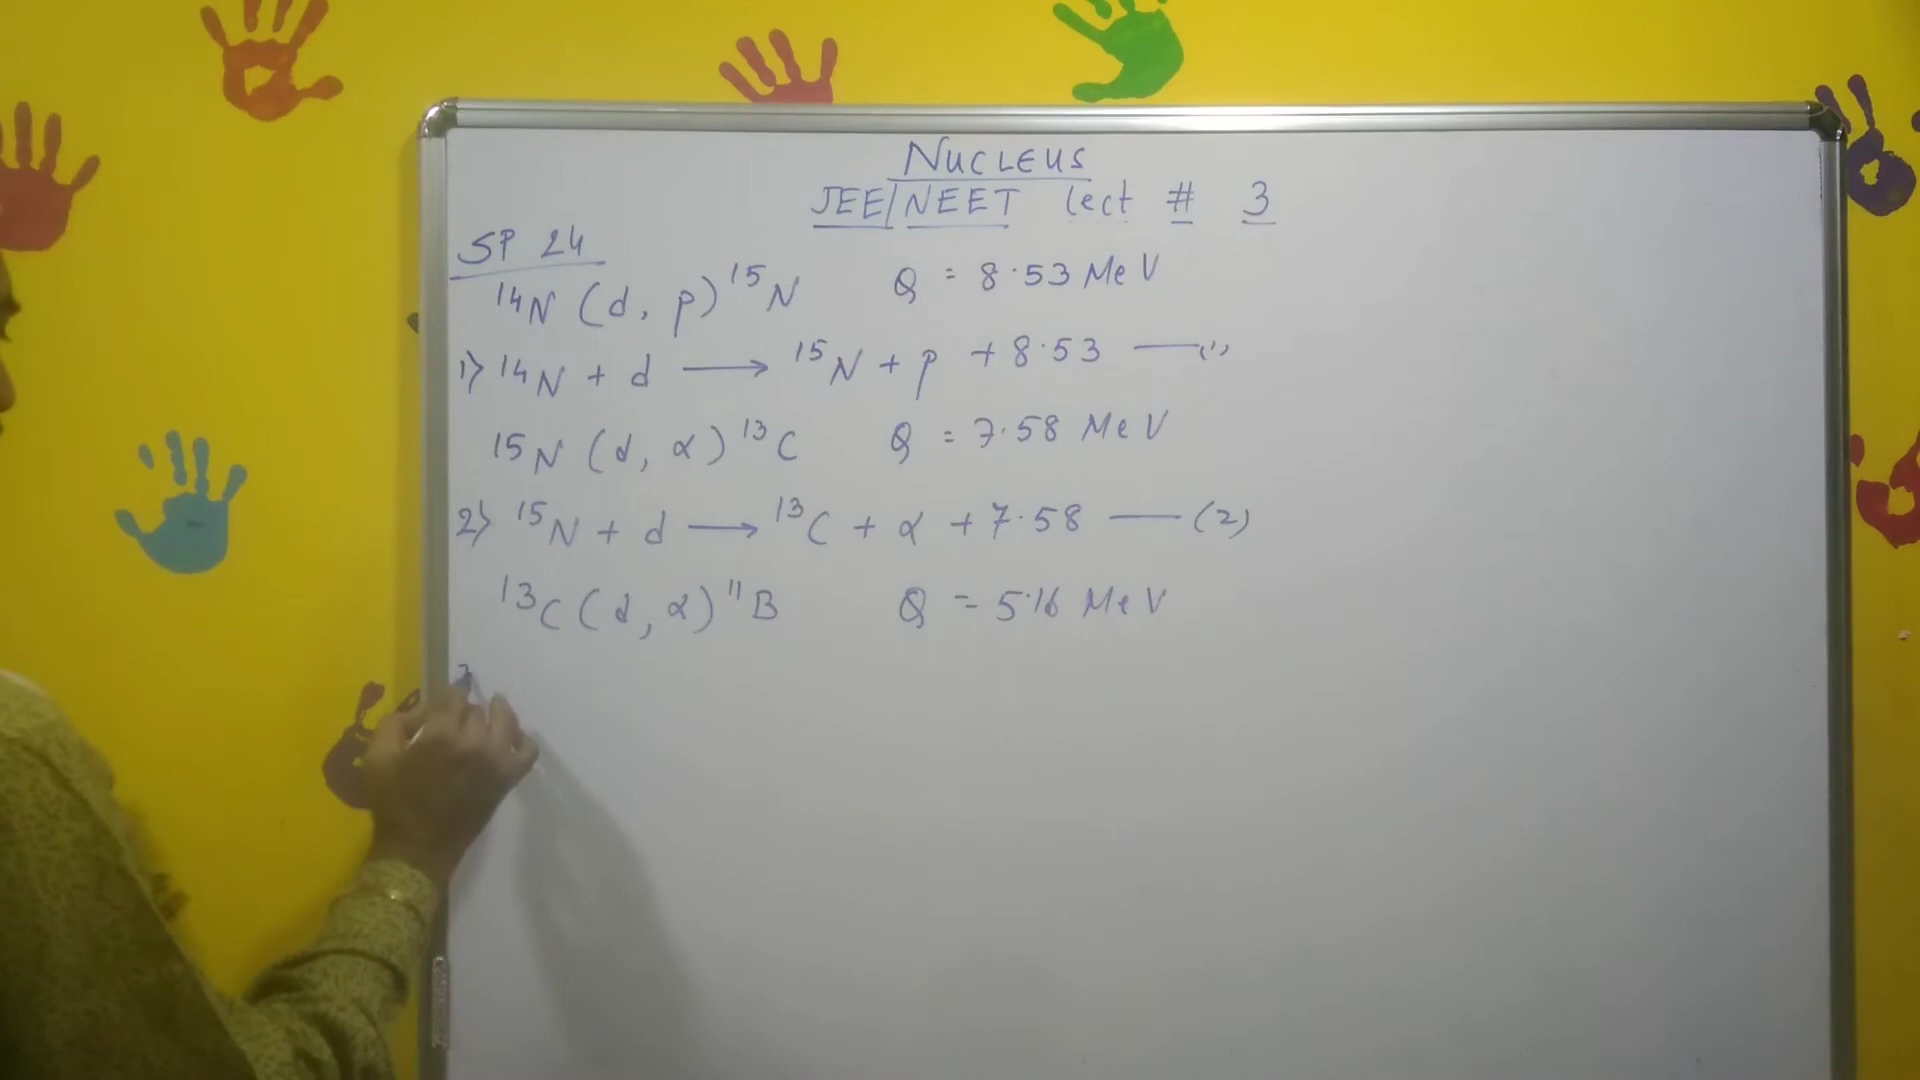 NUCLEUS
JEE/NEET Lect # 3
SP 24
¹⁴N (d, p) ¹⁵N Q = 8.53 MeV
1) ¹⁴N + d ⟶ ¹⁵N + p + 8.53 —(1)
¹⁵N (d, α) ¹³C Q = 7.58 MeV
2) ¹⁵N + d ⟶ ¹³C + α + 7.58 —(2)
¹³C (d, α) ¹¹B Q = 5.16 MeV